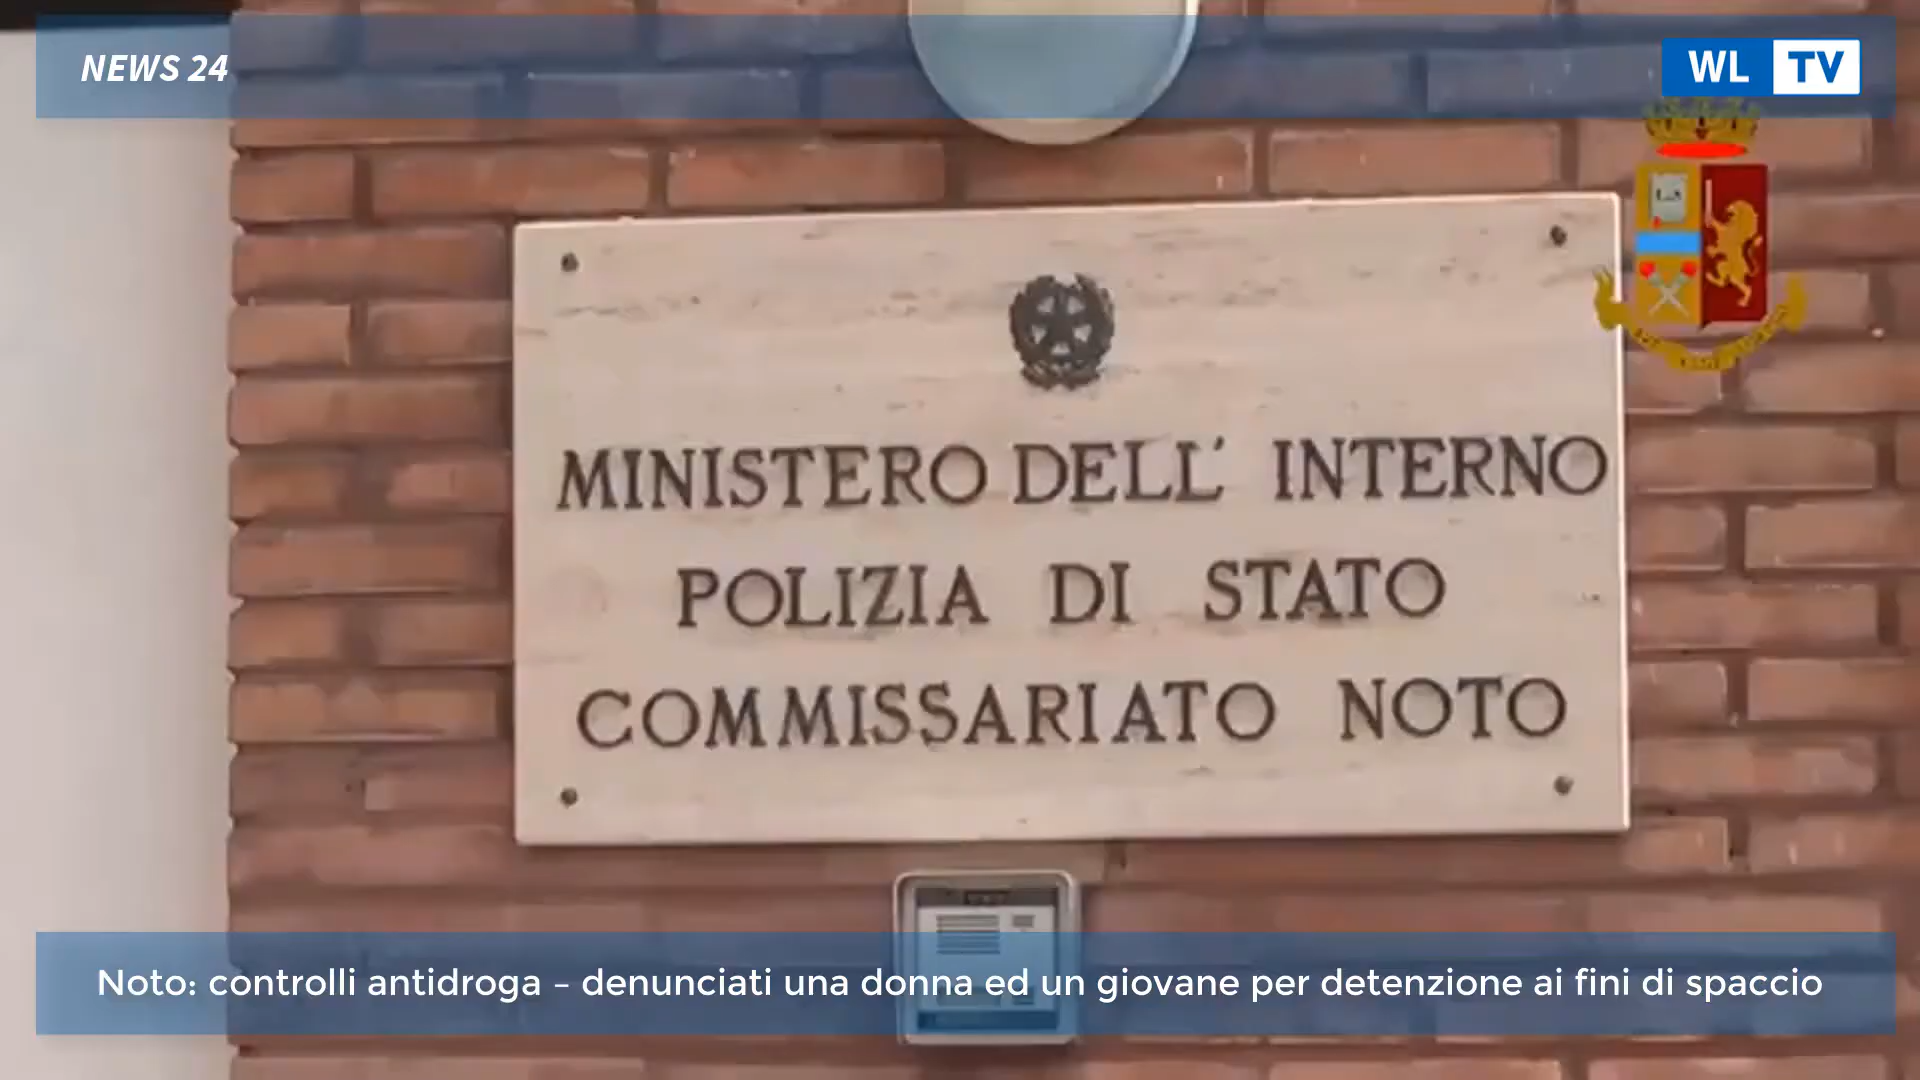 NEWS 24
WL TV
MINISTERO DELL' INTERNO
POLIZIA DI STATO
COMMISSARIATO NOTO
Noto: controlli antidroga – denunciati una donna ed un giovane per detenzione ai fini di spaccio